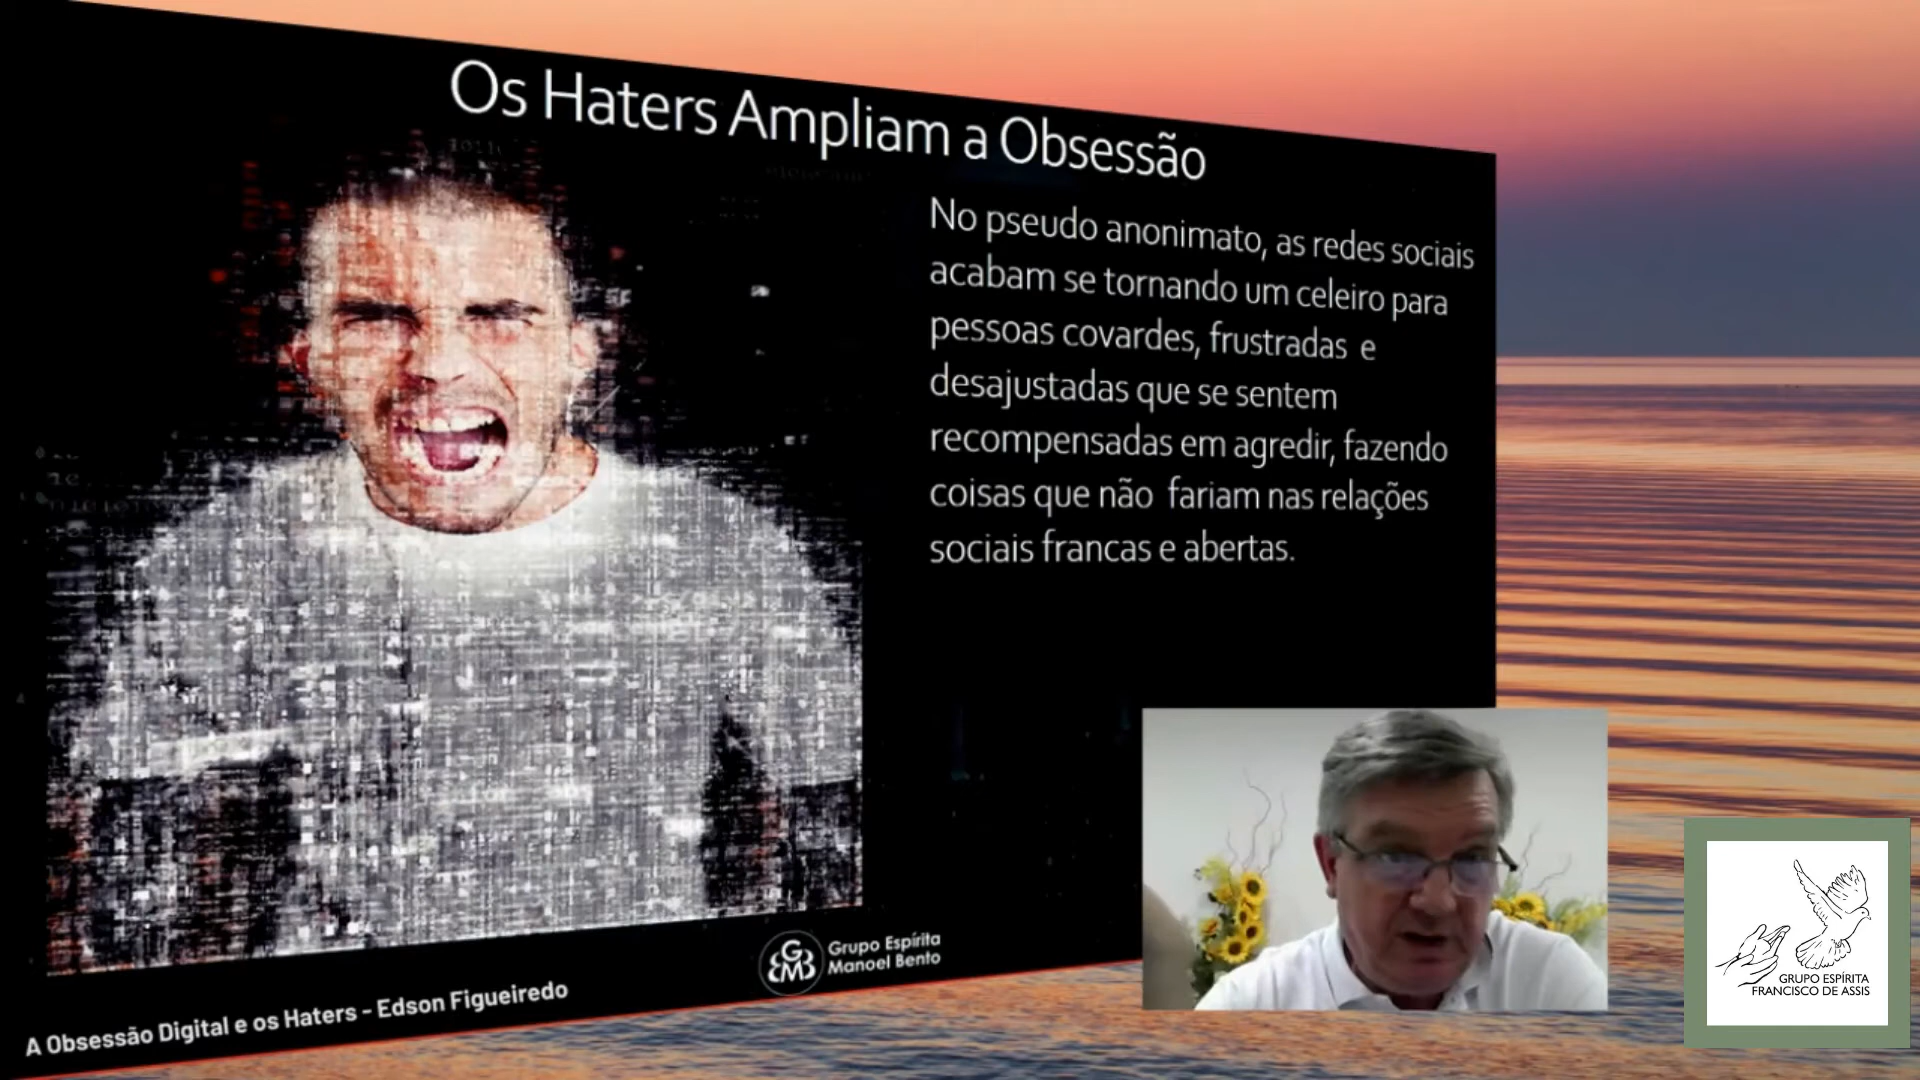 Os Haters Ampliam a Obsessão
No pseudo anonimato, as redes sociais
acabam se tornando um celeiro para
pessoas covardes, frustradas e
desajustadas que se sentem
recompensadas em agredir, fazendo
coisas que não fariam nas relações
sociais francas e abertas.
Grupo Espírita
Manoel Bento
A Obsessão Digital e os Haters - Edson Figueiredo
GRUPO ESPÍRITA
FRANCISCO DE ASSIS